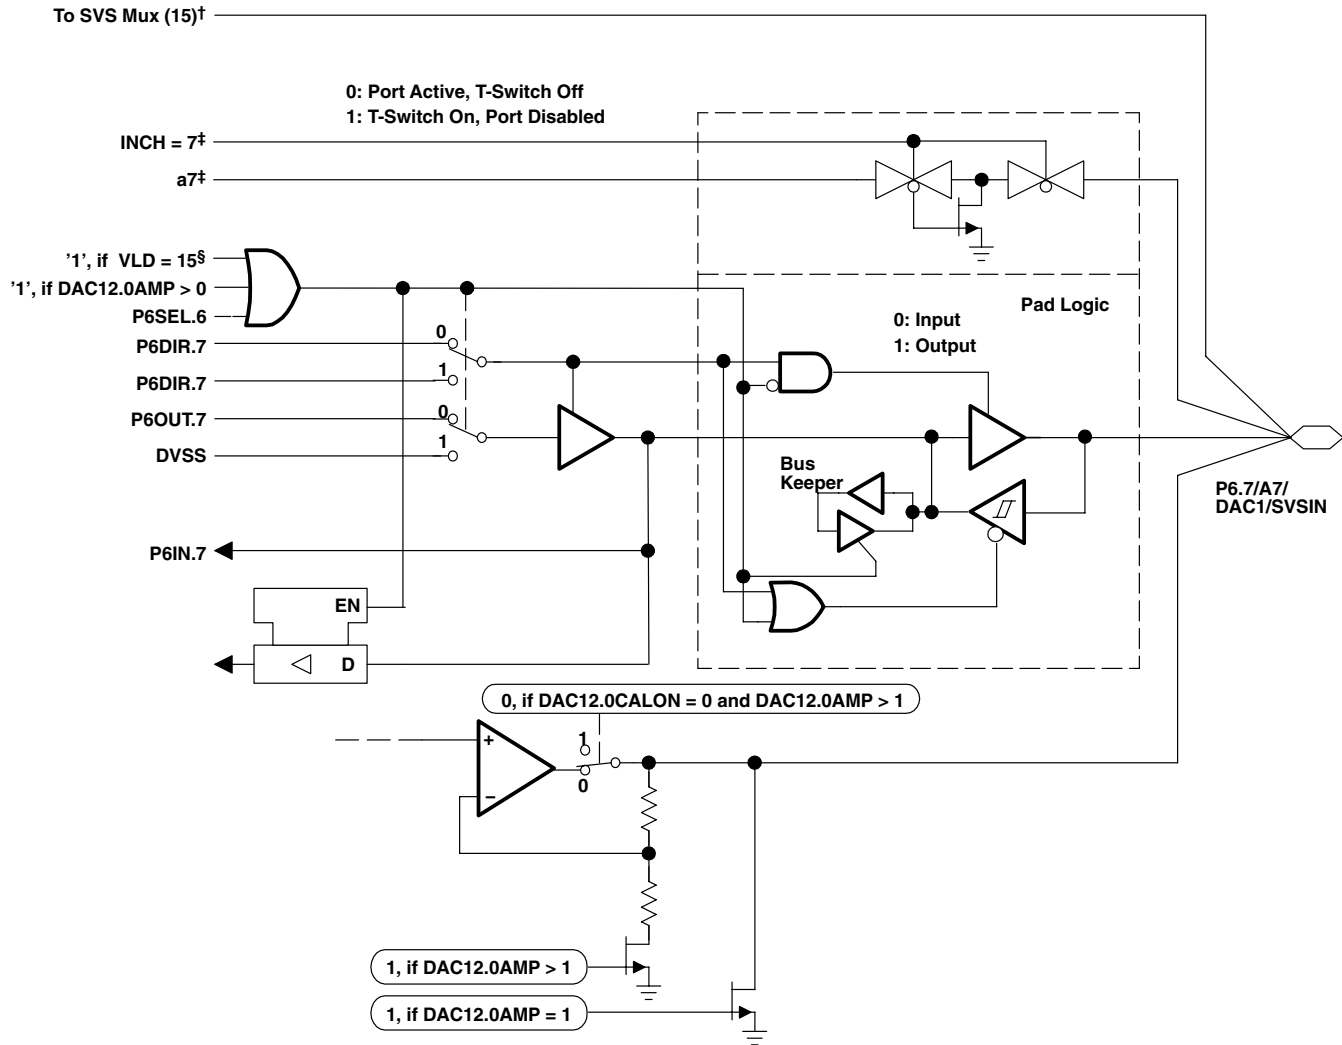 To SVS Mux (15)†
0: Port Active, T-Switch Off
1: T-Switch On, Port Disabled
INCH = 7‡
a7‡
’1’, if VLD = 15§
’1’, if DAC12.0AMP > 0
P6SEL.6
P6DIR.7
0
P6DIR.7
1
P6OUT.7
0
DVSS
1
Pad Logic
0: Input
1: Output
Bus
Keeper
P6.7/A7/
DAC1/SVSIN
P6IN.7
EN
D
0, if DAC12.0CALON = 0 and DAC12.0AMP > 1
+
−
1
0
1, if DAC12.0AMP > 1
1, if DAC12.0AMP = 1